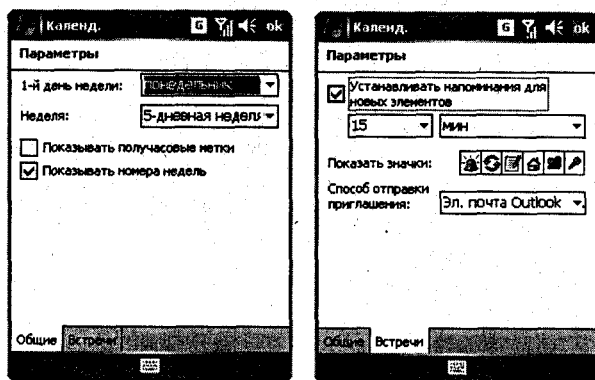 Календ.
G
ok
Параметры
1-й день недели:
понедельник
Неделя:
5-дневная неделя
Показывать получасовые метки
Показывать номера недель
Общие
Встречи
Календ.
G
ok
Параметры
Устанавливать напоминания для
новых элементов
15
мин
Показать значки:
Способ отправки
приглашения:
Эл. почта Outlook
Общие
Встречи